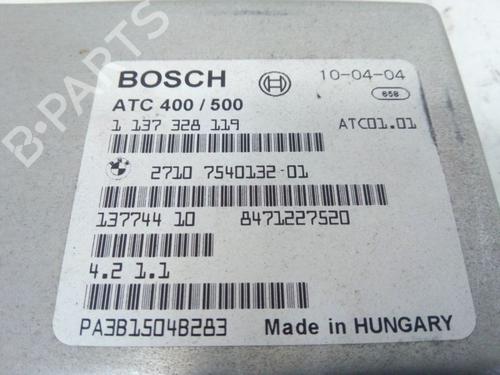 BOSCH 10-04-04
658
ATC 400 / 500
1 137 328 119 ATC01.01
2710 7540132-01
137744 10 8471227520
4.2 1.1
PA3B1504B283 Made in HUNGARY
B-PARTS